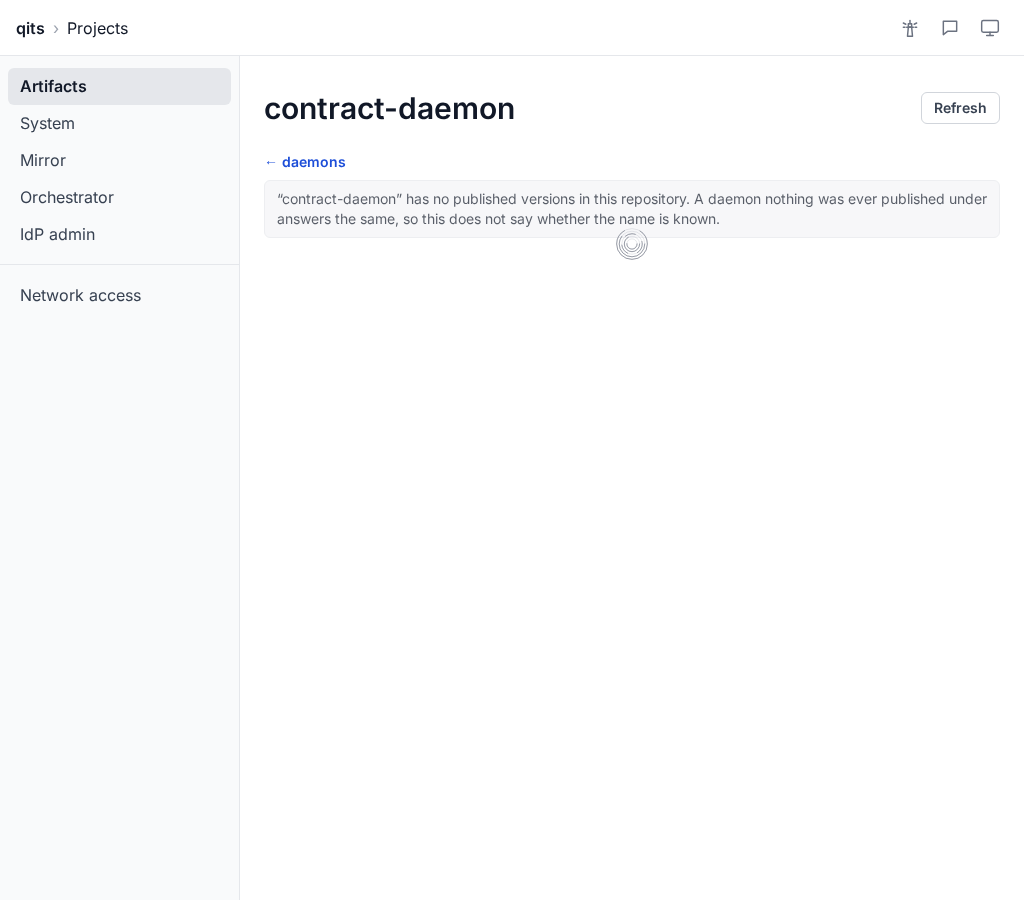 qits › Projects
Artifacts
System
Mirror
Orchestrator
IdP admin
Network access
contract-daemon
Refresh
← daemons
“contract-daemon” has no published versions in this repository. A daemon nothing was ever published under
answers the same, so this does not say whether the name is known.